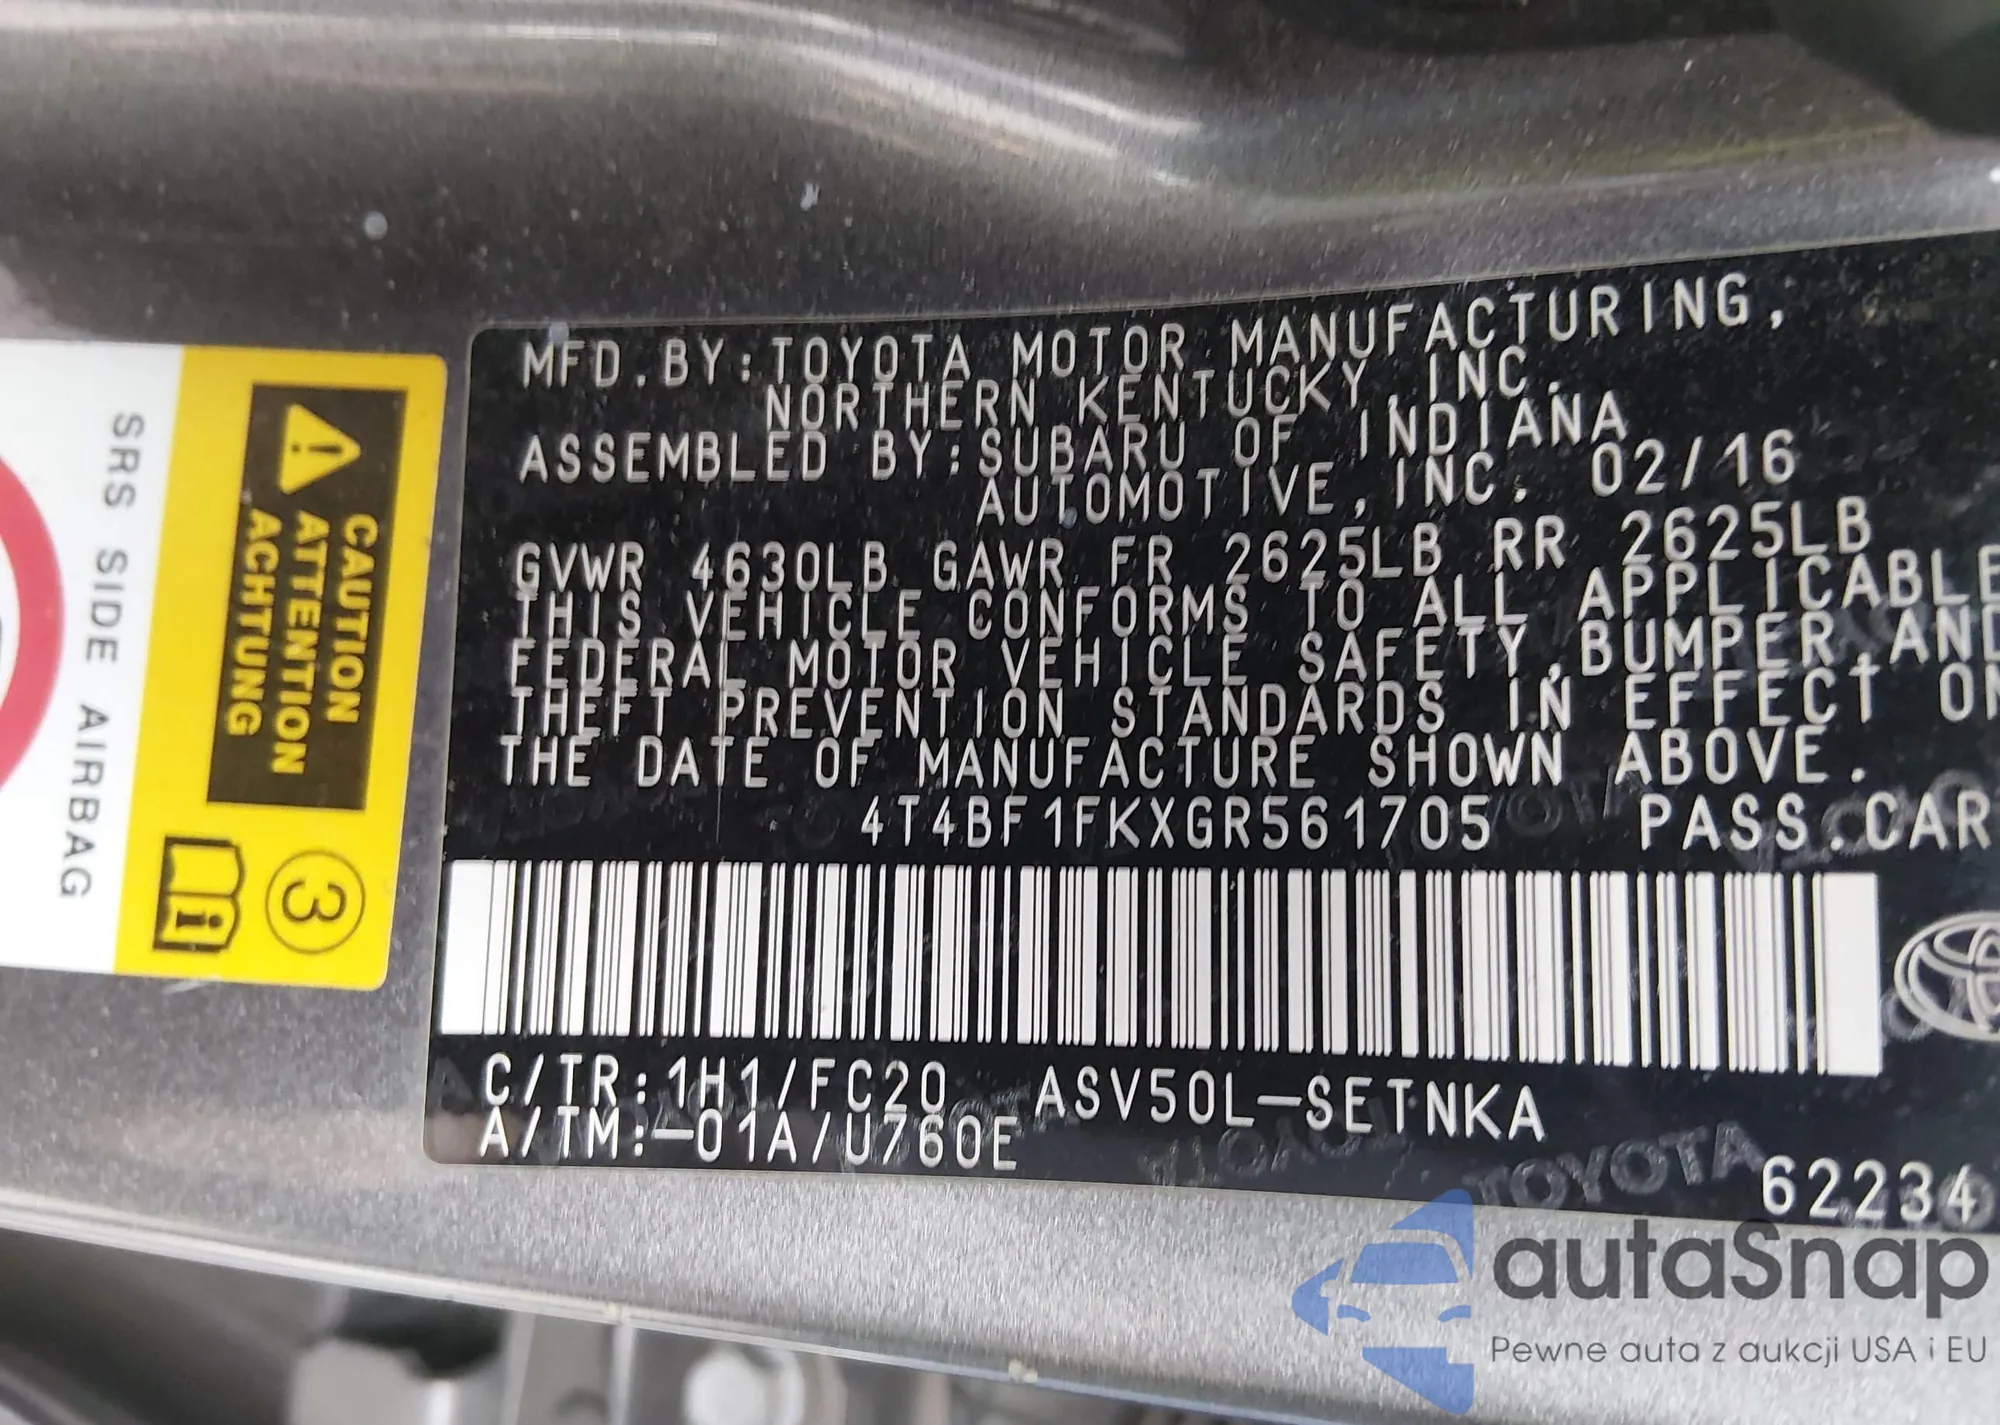 MFD.BY:TOYOTA MOTOR MANUFACTURING,
NORTHERN KENTUCKY,INC.
ASSEMBLED BY:SUBARU OF INDIANA
AUTOMOTIVE,INC. 02/16
GVWR 4630LB GAWR FR 2625LB RR 2625LB
THIS VEHICLE CONFORMS TO ALL APPLICABLE
FEDERAL MOTOR VEHICLE SAFETY,BUMPER,AND
THEFT PREVENTION STANDARDS IN EFFECT ON
THE DATE OF MANUFACTURE SHOWN ABOVE.
4T4BF1FKXGR561705 PASS.CAR
C/TR:1H1/FC20 ASV50L-SETNKA
A/TM:-01A/U760E
62234
SRS SIDE AIRBAG
CAUTION
ATTENTION
ACHTUNG
3
TOYOTA
autaSnap
Pewne auta z aukcji USA i EU